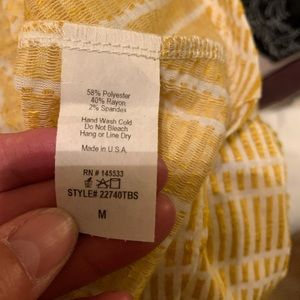 58% Polyester
40% Rayon
2% Spandex
Hand Wash Cold
Do Not Bleach
Hang or Line Dry
Made in U.S.A.
RN # 145533
STYLE# 22740TBS
M